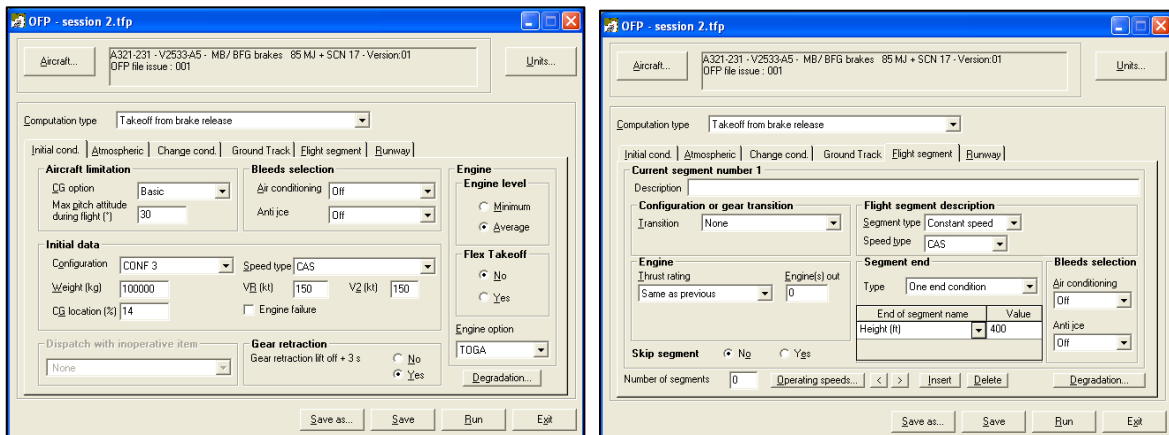 OFP - session 2.tfp
Aircraft...
A321-231 - V2533-A5 - MB/ BFG brakes 85 MJ + SCN 17 - Version:01
OFP file issue : 001
Units...
Computation type Takeoff from brake release
Initial cond. Atmospheric Change cond. Ground Track Flight segment Runway
Aircraft limitation
CG option Basic
Max pitch attitude
during flight (°) 30
Bleeds selection
Air conditioning Off
Anti ice Off
Engine
Engine level
Minimum
Average
Initial data
Configuration CONF 3 Speed type CAS
Weight (kg) 100000 VR (kt) 150 V2 (kt) 150
CG location (%) 14 Engine failure
Flex Takeoff
No
Yes
Engine option
TOGA
Dispatch with inoperative item
None
Gear retraction
Gear retraction lift off + 3 s No
Yes
Degradation...
Save as... Save Run Exit
OFP - session 2.tfp
Aircraft...
A321-231 - V2533-A5 - MB/ BFG brakes 85 MJ + SCN 17 - Version:01
OFP file issue : 001
Units...
Computation type Takeoff from brake release
Initial cond. Atmospheric Change cond. Ground Track Flight segment Runway
Current segment number 1
Description
Configuration or gear transition
Transition None
Flight segment description
Segment type Constant speed
Speed type CAS
Engine
Thrust rating Engine(s) out
Same as previous 0
Segment end
Type One end condition
End of segment name Value
Height (ft) 400
Bleeds selection
Air conditioning
Off
Anti ice
Off
Skip segment No Yes
Number of segments 0 Operating speeds... < > Insert Delete Degradation...
Save as... Save Run Exit